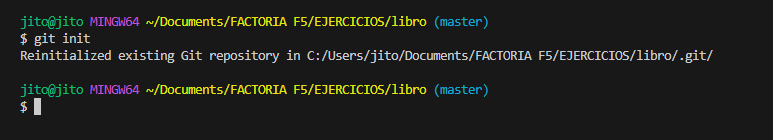 jito@jito MINGW64 ~/Documents/FACTORIA F5/EJERCICIOS/libro (master)
$ git init
Reinitialized existing Git repository in C:/Users/jito/Documents/FACTORIA F5/EJERCICIOS/libro/.git/
jito@jito MINGW64 ~/Documents/FACTORIA F5/EJERCICIOS/libro (master)
$